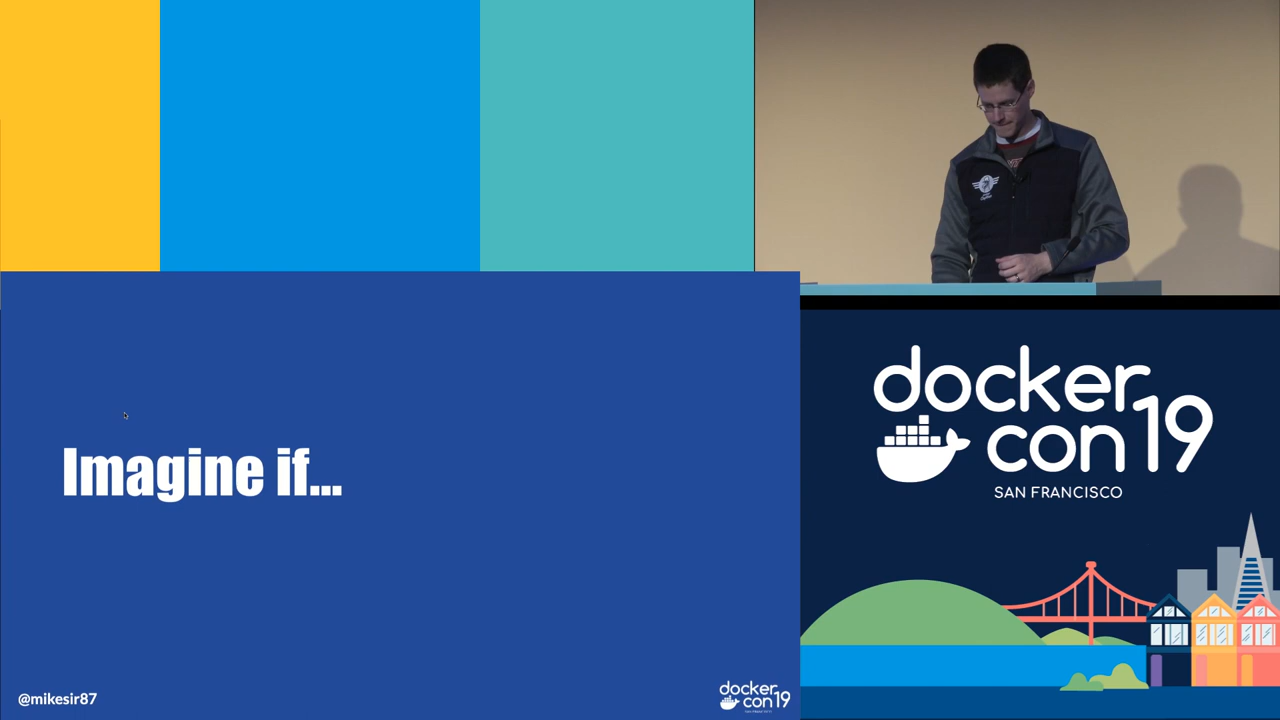 Imagine if...
@mikesir87
docker
con19
docker
con19
SAN FRANCISCO